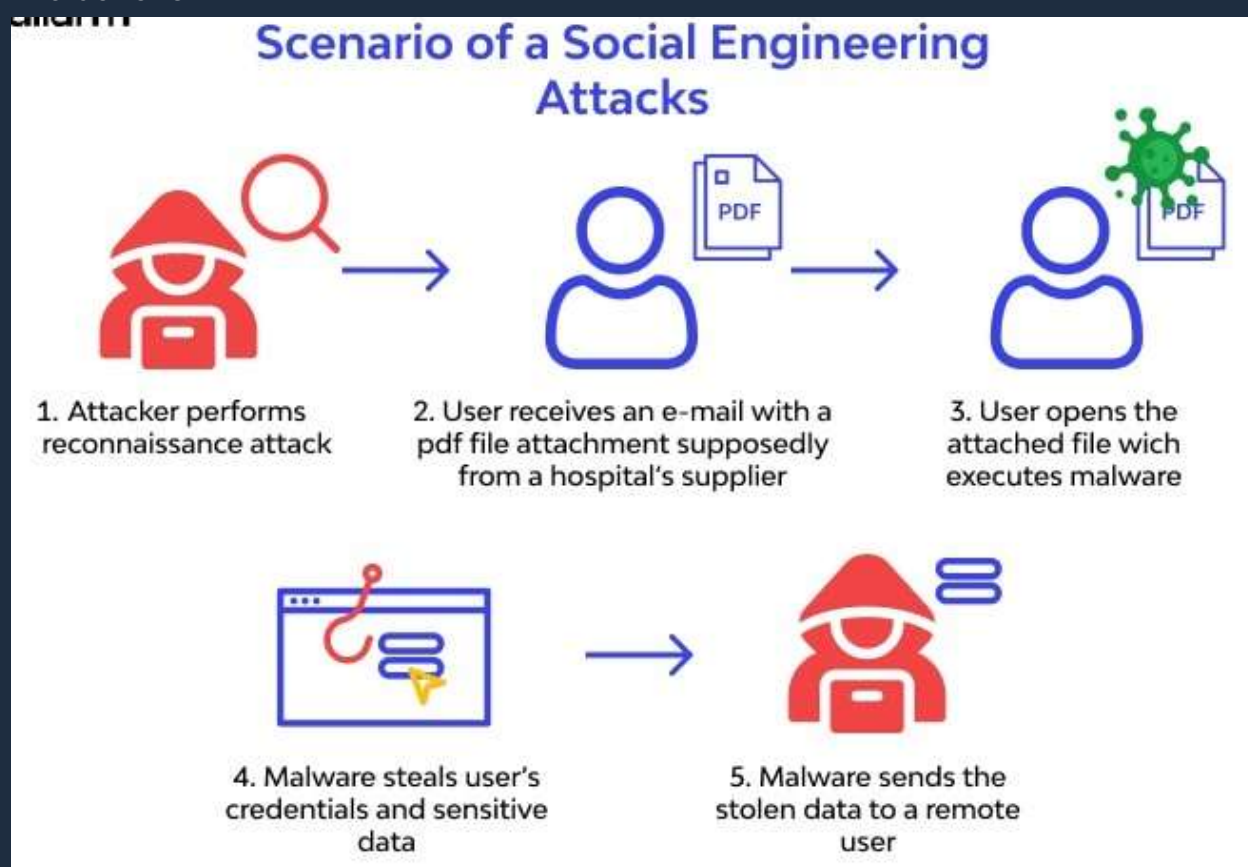 Scenario of a Social Engineering
Attacks
PDF
PDF
1. Attacker performs
reconnaissance attack
2. User receives an e-mail with a
pdf file attachment supposedly
from a hospital's supplier
3. User opens the
attached file wich
executes malware
4. Malware steals user's
credentials and sensitive
data
5. Malware sends the
stolen data to a remote
user